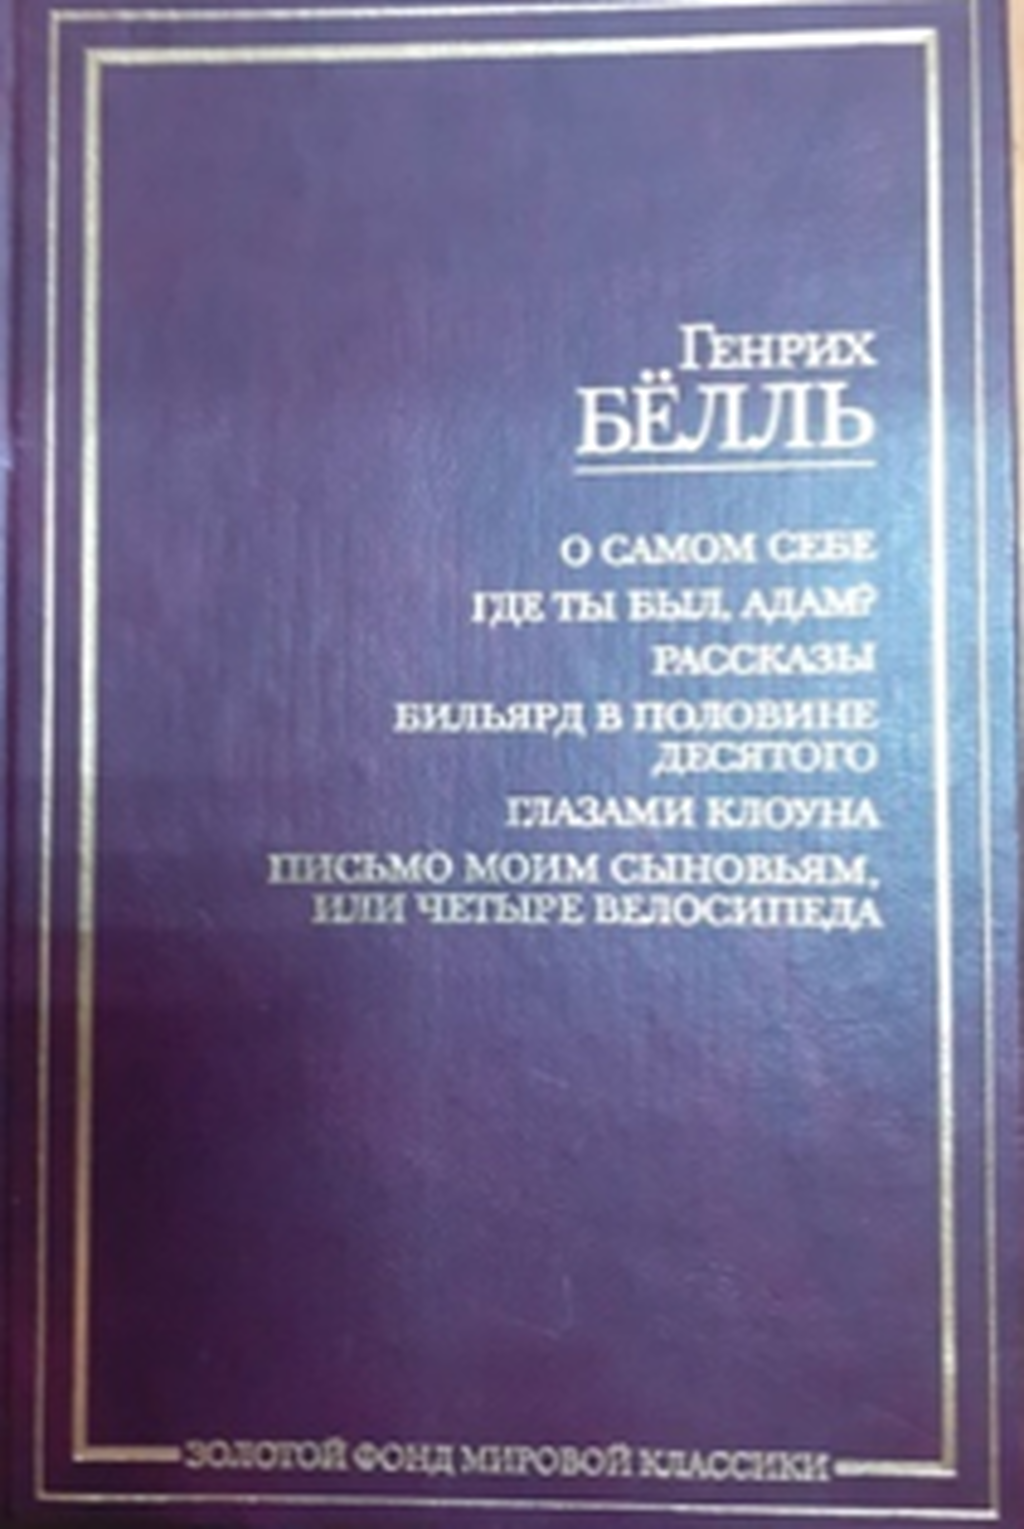 Генрих
БЁЛЛЬ
О САМОМ СЕБЕ
ГДЕ ТЫ БЫЛ, АДАМ?
РАССКАЗЫ
БИЛЬЯРД В ПОЛОВИНЕ
ДЕСЯТОГО
ГЛАЗАМИ КЛОУНА
ПИСЬМО МОИМ СЫНОВЬЯМ,
ИЛИ ЧЕТЫРЕ ВЕЛОСИПЕДА
ЗОЛОТОЙ ФОНД МИРОВОЙ КЛАССИКИ